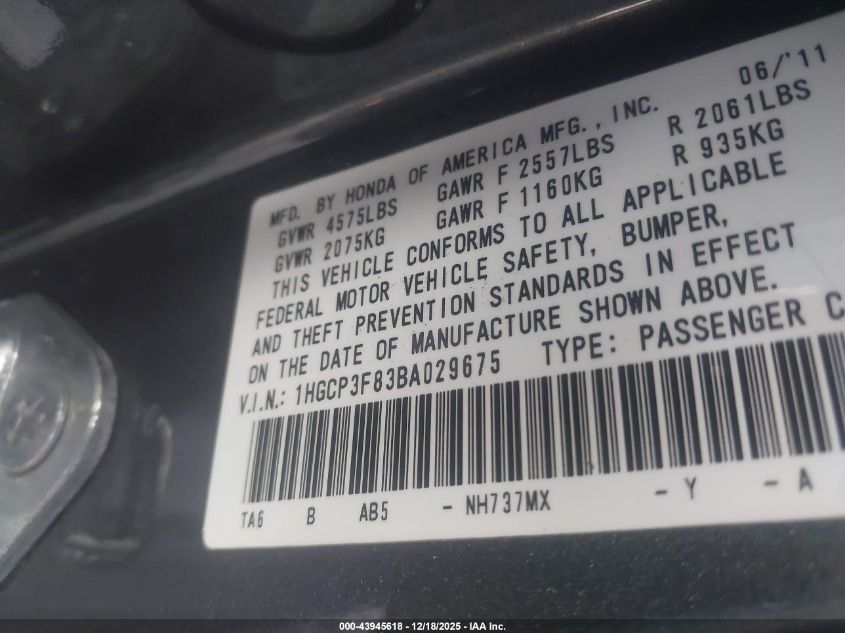 06/'11
MFD. BY HONDA OF AMERICA MFG., INC.
GVWR 4575LBS GAWR F 2557LBS R 2061LBS
GVWR 2075KG GAWR F 1160KG R 935KG
THIS VEHICLE CONFORMS TO ALL APPLICABLE
FEDERAL MOTOR VEHICLE SAFETY, BUMPER,
AND THEFT PREVENTION STANDARDS IN EFFECT
ON THE DATE OF MANUFACTURE SHOWN ABOVE.
V.I.N.: 1HGCP3F83BA029675 TYPE: PASSENGER C
TA6 B AB5 - NH737MX - Y - A
000-43945618 - 12/18/2025 - IAA Inc.